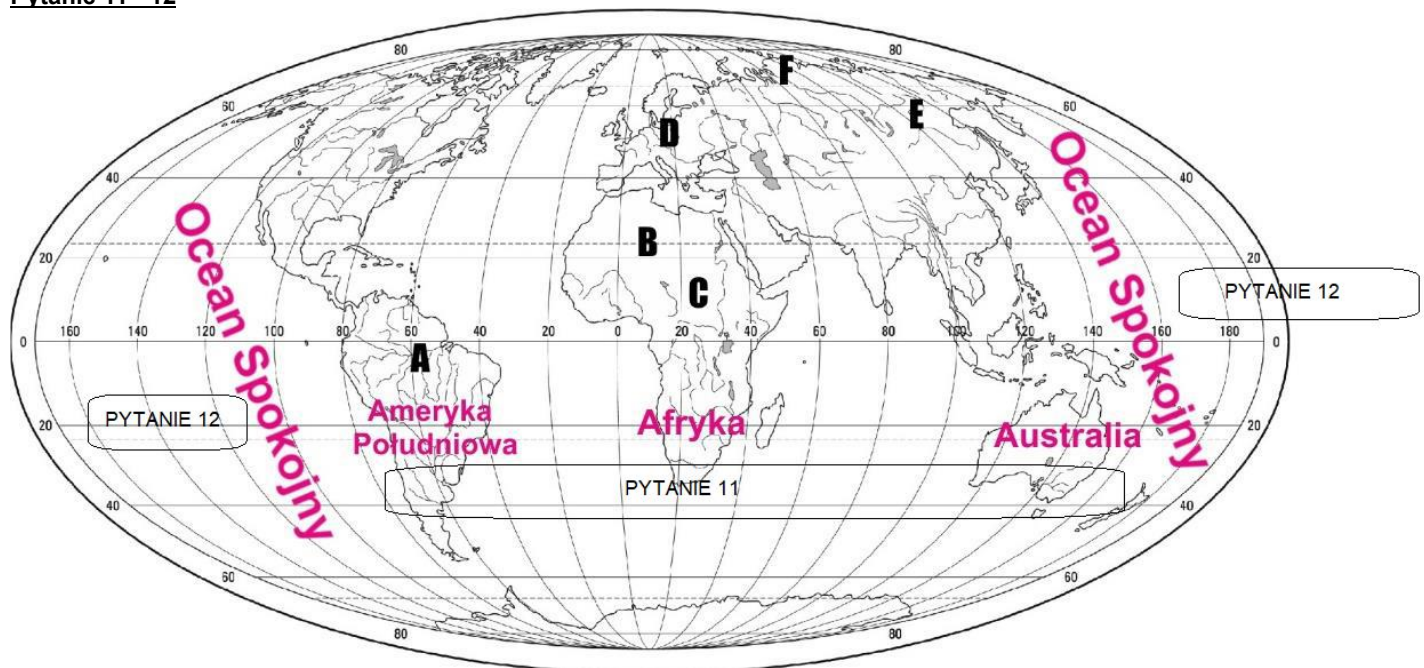 Pytanie 11 - 12
80 80
F
60 60
E
D
40 40
Ocean Spokojny
Ocean Spokojny
B
20 20
C
PYTANIE 12
160 140 120 100 80 60 40 20 0 20 40 60 80 100 120 140 160 180
0 0
A
PYTANIE 12
Ameryka
Południowa
Afryka
Australia
20 20
PYTANIE 11
40 40
60 60
80 80